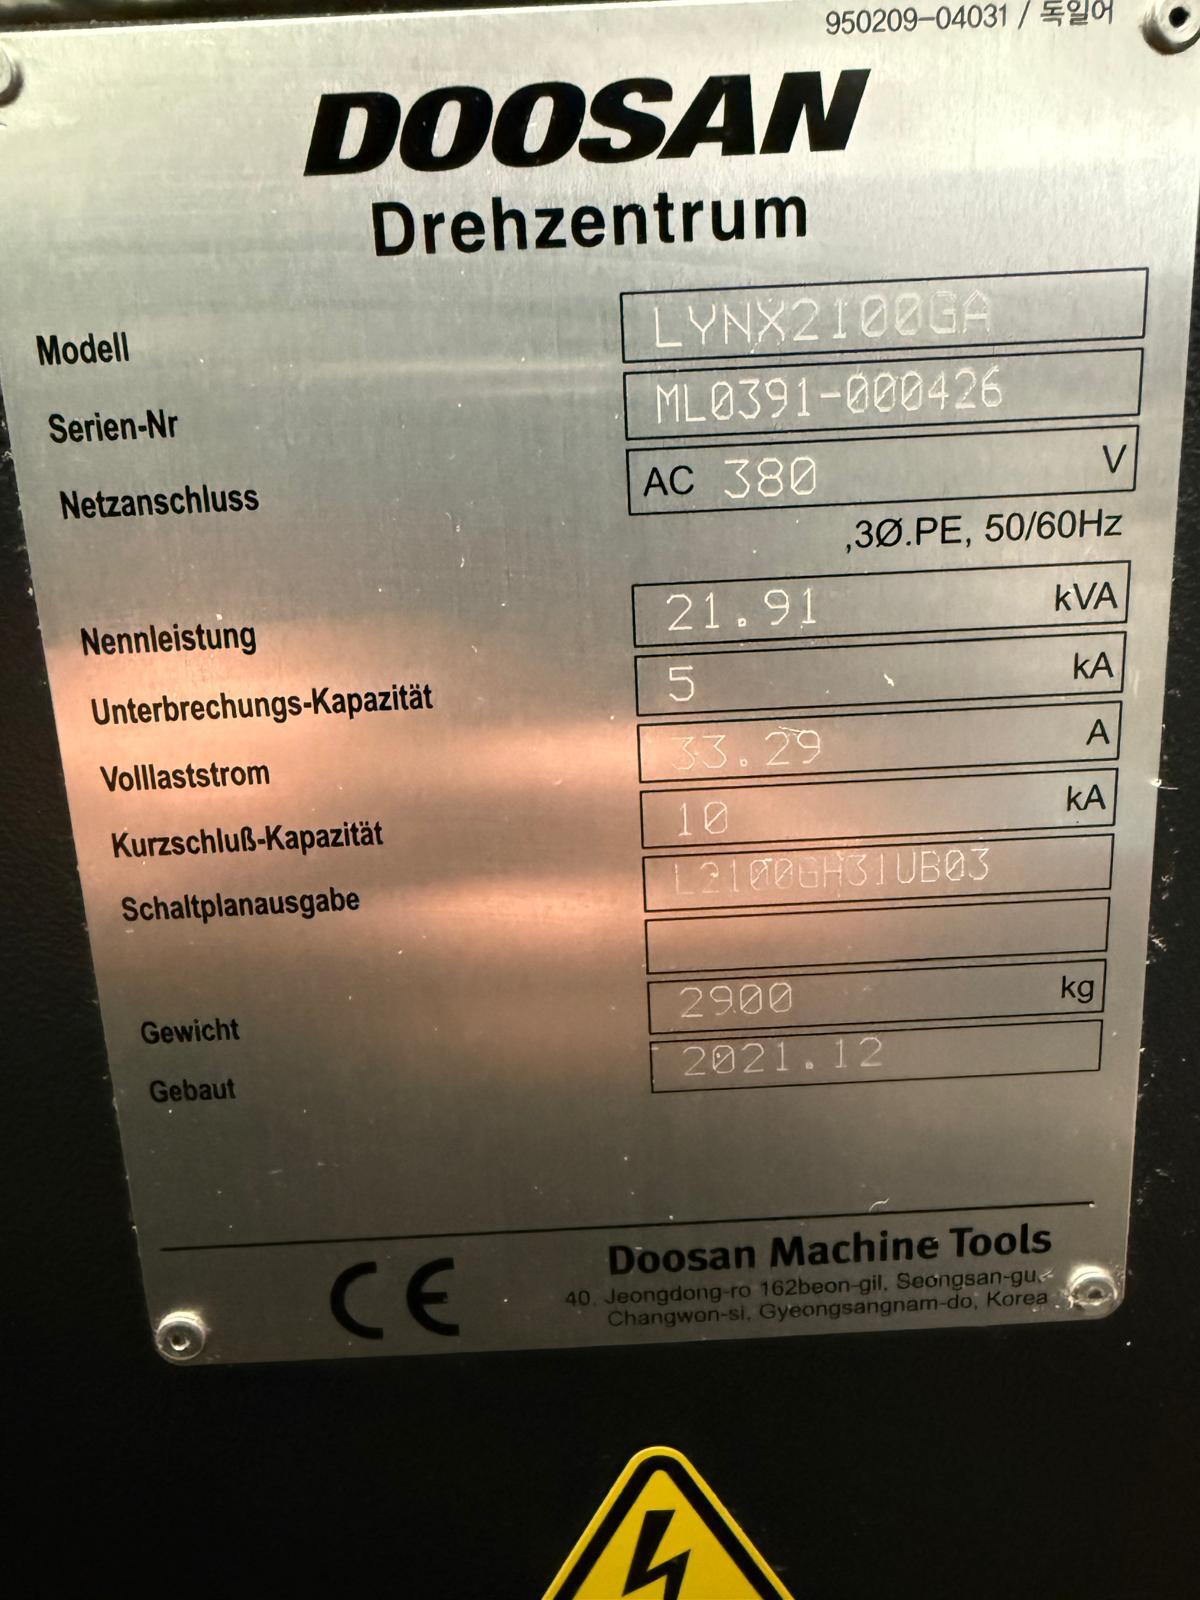 950209-04031 / 독일어
DOOSAN
Drehzentrum
Modell LYNX2100GA
Serien-Nr ML0391-000426
Netzanschluss AC 380 V
,3Ø.PE, 50/60Hz
Nennleistung 21.91 kVA
Unterbrechungs-Kapazität 5 kA
Volllaststrom 33.29 A
Kurzschluß-Kapazität 10 kA
Schaltplanausgabe L2100GH31UB03
Gewicht 2900 kg
Gebaut 2021.12
CE
Doosan Machine Tools
40, Jeongdong-ro 162beon-gil, Seongsan-gu,
Changwon-si, Gyeongsangnam-do, Korea